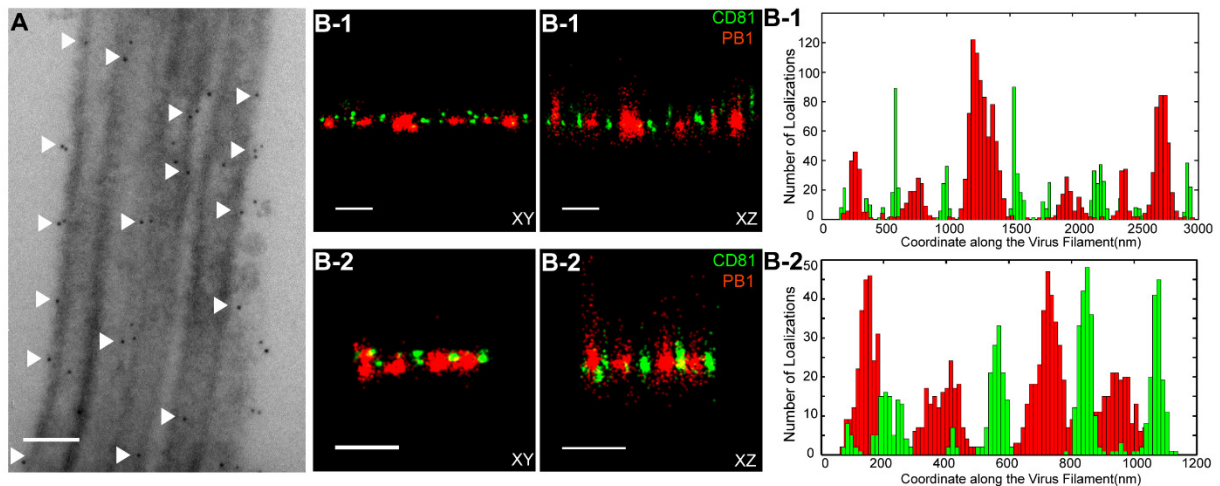 A
B-1
CD81
PB1
XY
XZ
B-2
CD81
PB1
XY
XZ
B-1
Number of Loalizations
120
100
80
60
40
20
0
0
500
1000
1500
2000
2500
3000
Coordinate along the Virus Filament(nm)
B-2
Number of Loalizations
50
40
30
20
10
0
0
200
400
600
800
1000
1200
Coordinate along the Virus Filament(nm)
B-1
B-2